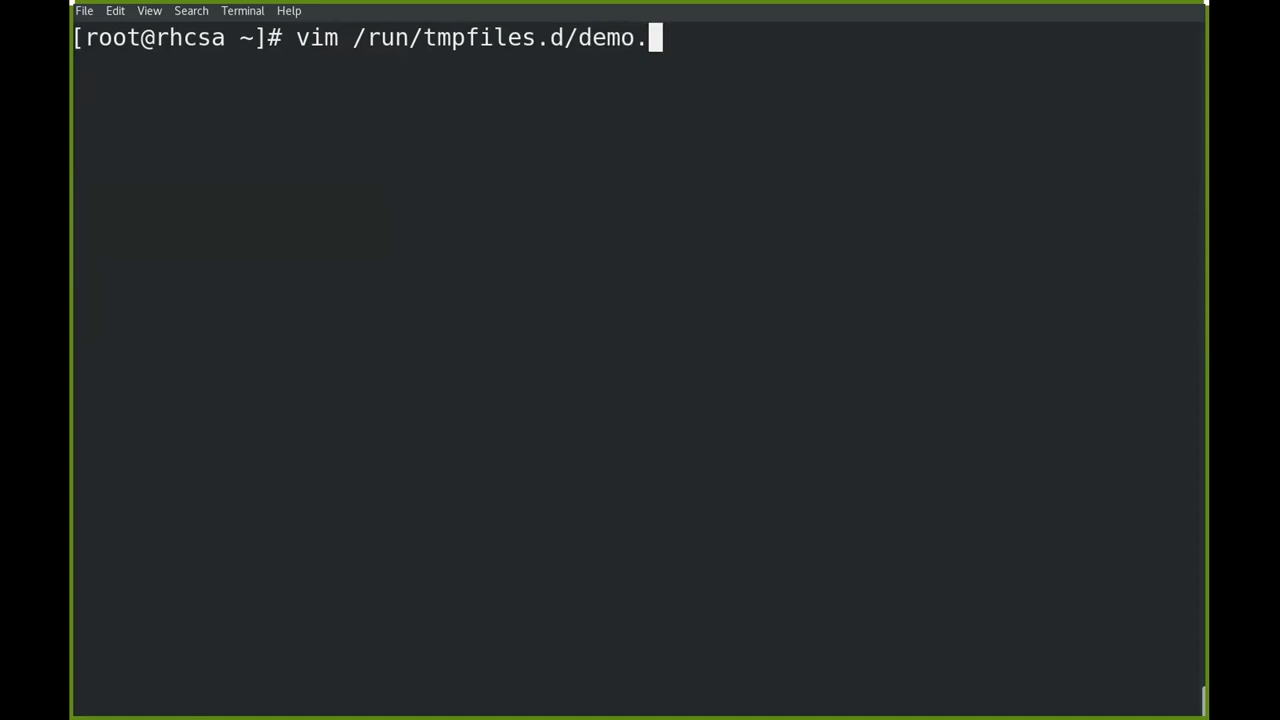 File Edit View Search Terminal Help
[root@rhcsa ~]# vim /run/tmpfiles.d/demo.